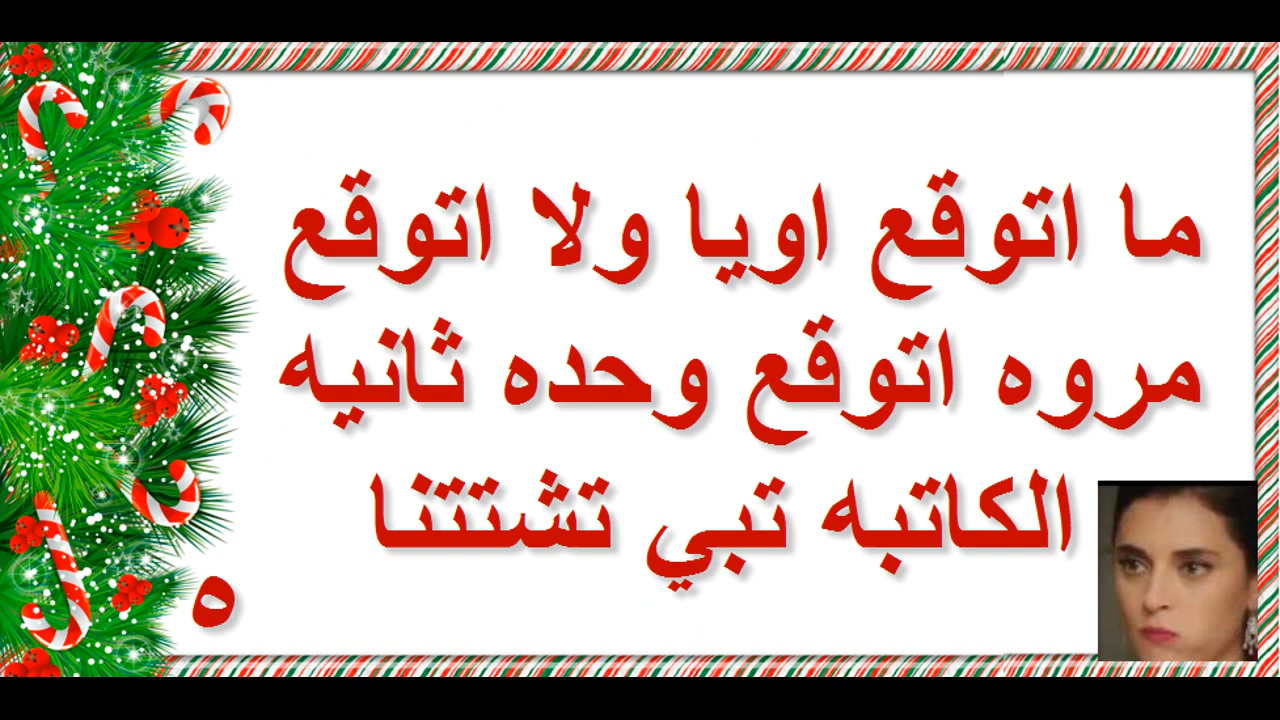 ما اتوقع اويا ولا اتوقع
مروه اتوقع وحده ثانيه
الكاتبه تبي تشتتنا
ه